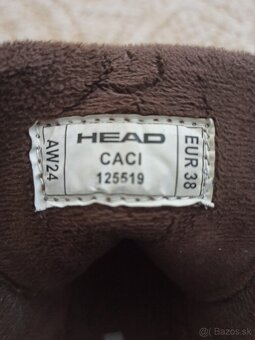 AW24
HEAD
CACI
125519
EUR 38
© Bazos.sk